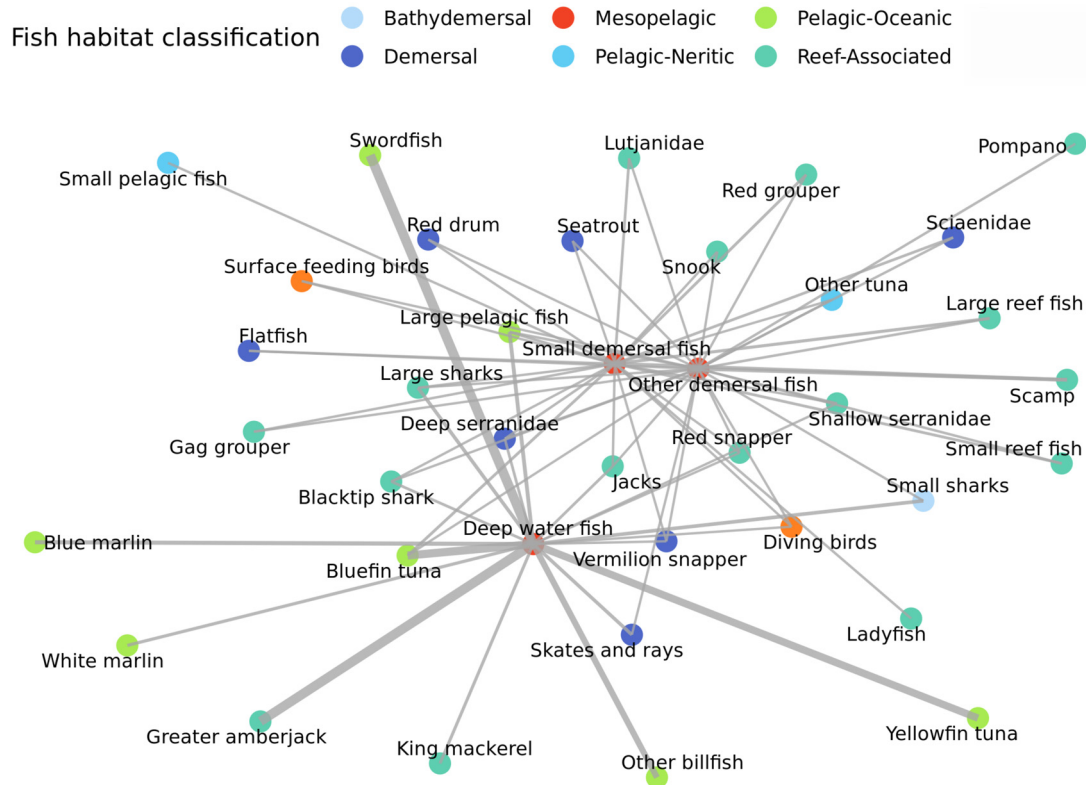 Fish habitat classification
Bathydemersal
Mesopelagic
Pelagic-Oceanic
Demersal
Pelagic-Neritic
Reef-Associated
Swordfish
Lutjanidae
Pompano
Small pelagic fish
Red grouper
Red drum
Seatrout
Sciaenidae
Surface feeding birds
Snook
Other tuna
Large pelagic fish
Large reef fish
Flatfish
Small demersal fish
Large sharks
Other demersal fish
Scamp
Deep serranidae
Shallow serranidae
Gag grouper
Red snapper
Small reef fish
Blacktip shark
Jacks
Small sharks
Deep water fish
Blue marlin
Diving birds
Bluefin tuna
Vermilion snapper
Ladyfish
White marlin
Skates and rays
Greater amberjack
Yellowfin tuna
King mackerel
Other billfish